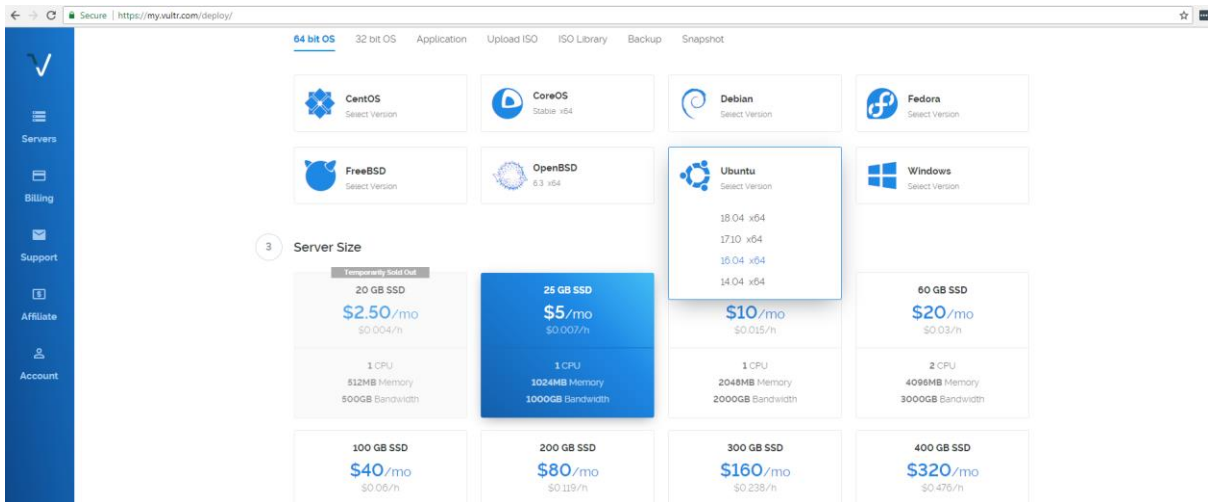 Secure | https://my.vultr.com/deploy/
64 bit OS 32 bit OS Application Upload ISO ISO Library Backup Snapshot
Servers
Billing
Support
Affiliate
Account
CentOS
Select Version
CoreOS
Stable x64
Debian
Select Version
Fedora
Select Version
FreeBSD
Select Version
OpenBSD
6.3 x64
Ubuntu
Select Version
18.04 x64
17.10 x64
16.04 x64
14.04 x64
Windows
Select Version
3 Server Size
Temporarily Sold Out
20 GB SSD
$2.50/mo
$0.004/h
1 CPU
512MB Memory
500GB Bandwidth
25 GB SSD
$5/mo
$0.007/h
1 CPU
1024MB Memory
1000GB Bandwidth
$10/mo
$0.015/h
1 CPU
2048MB Memory
2000GB Bandwidth
60 GB SSD
$20/mo
$0.03/h
2 CPU
4096MB Memory
3000GB Bandwidth
100 GB SSD
$40/mo
$0.06/h
200 GB SSD
$80/mo
$0.119/h
300 GB SSD
$160/mo
$0.238/h
400 GB SSD
$320/mo
$0.476/h